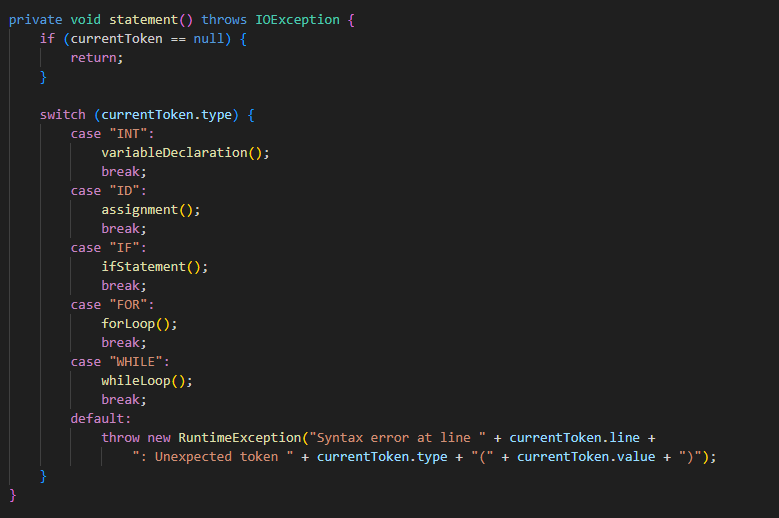 private void statement() throws IOException {
    if (currentToken == null) {
        return;
    }

    switch (currentToken.type) {
        case "INT":
            variableDeclaration();
            break;
        case "ID":
            assignment();
            break;
        case "IF":
            ifStatement();
            break;
        case "FOR":
            forLoop();
            break;
        case "WHILE":
            whileLoop();
            break;
        default:
            throw new RuntimeException("Syntax error at line " + currentToken.line +
                ": Unexpected token " + currentToken.type + "(" + currentToken.value + ")");
    }
}